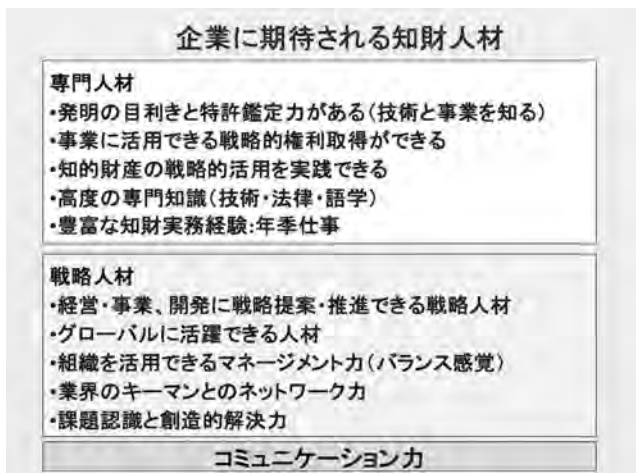 企業に期待される知財人材
専門人材
・発明の目利きと特許鑑定力がある(技術と事業を知る)
・事業に活用できる戦略的権利取得ができる
・知的財産の戦略的活用を実践できる
・高度の専門知識(技術・法律・語学)
・豊富な知財実務経験:年季仕事
戦略人材
・経営・事業、開発に戦略提案・推進できる戦略人材
・グローバルに活躍できる人材
・組織を活用できるマネージメント力(バランス感覚)
・業界のキーマンとのネットワーク力
・課題認識と創造的解決力
コミュニケーション力